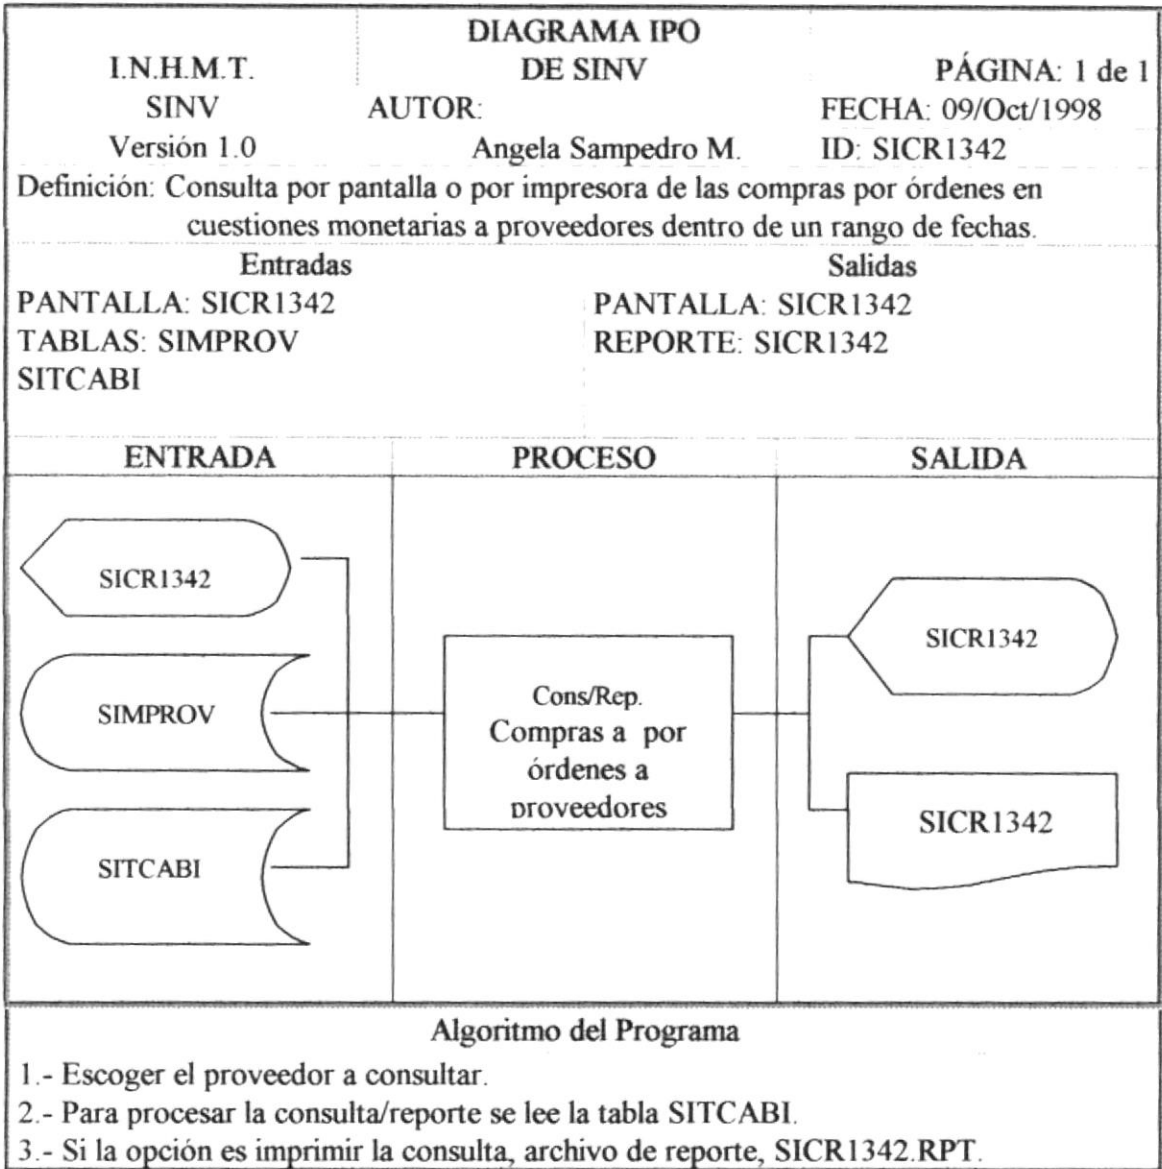 DIAGRAMA IPO
I.N.H.M.T. DE SINV PÁGINA: 1 de 1
SINV AUTOR: FECHA: 09/Oct/1998
Versión 1.0 Angela Sampedro M. ID: SICR1342
Definición: Consulta por pantalla o por impresora de las compras por órdenes en
cuestiones monetarias a proveedores dentro de un rango de fechas.
Entradas Salidas
PANTALLA: SICR1342 PANTALLA: SICR1342
TABLAS: SIMPROV REPORTE: SICR1342
SITCABI
ENTRADA PROCESO SALIDA
SICR1342
SIMPROV
SITCABI
Cons/Rep.
Compras a por
órdenes a
proveedores
SICR1342
SICR1342
Algoritmo del Programa
1.- Escoger el proveedor a consultar.
2.- Para procesar la consulta/reporte se lee la tabla SITCABI.
3.- Si la opción es imprimir la consulta, archivo de reporte, SICR1342.RPT.